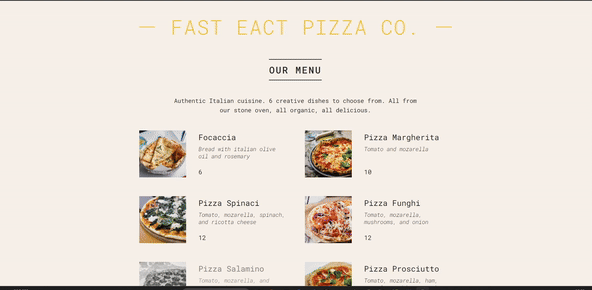 — FAST EACT PIZZA CO. —
OUR MENU
Authentic Italian cuisine. 6 creative dishes to choose from. All from
our stone oven, all organic, all delicious.
Focaccia
Bread with italian olive
oil and rosemary
6
Pizza Margherita
Tomato and mozarella
10
Pizza Spinaci
Tomato, mozarella, spinach,
and ricotta cheese
12
Pizza Funghi
Tomato, mozarella,
mushrooms, and onion
12
Pizza Salamino
Tomato, mozarella, and
Pizza Prosciutto
Tomato, mozarella, ham,